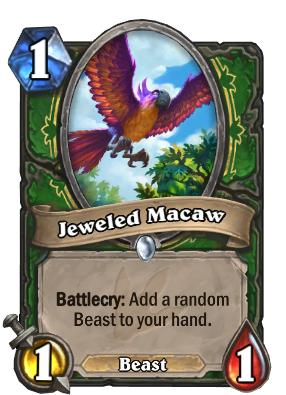 1
Jeweled Macaw
Battlecry: Add a random
Beast to your hand.
1
Beast
1